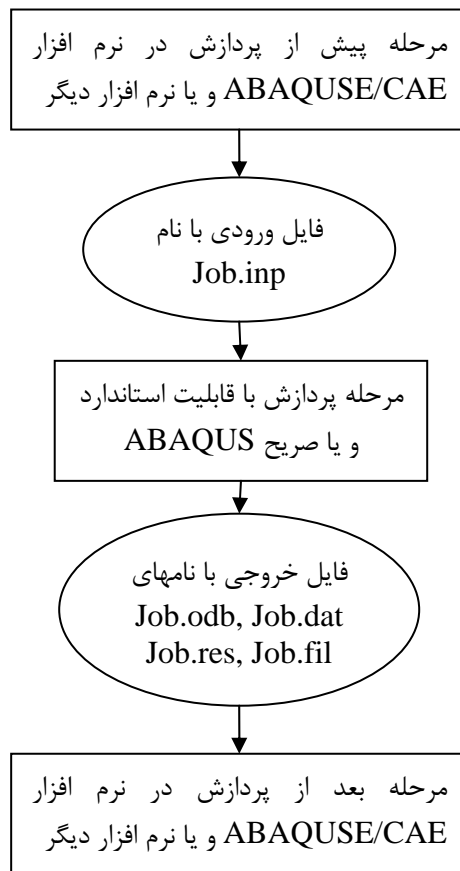 مرحله پیش از پردازش در نرم افزار
ABAQUSE/CAE و یا نرم افزار دیگر
فایل ورودی با نام
Job.inp
مرحله پردازش با قابلیت استاندارد
و یا صریح ABAQUS
فایل خروجی با نامهای
Job.odb, Job.dat
Job.res, Job.fil
مرحله بعد از پردازش در نرم افزار
ABAQUSE/CAE و یا نرم افزار دیگر